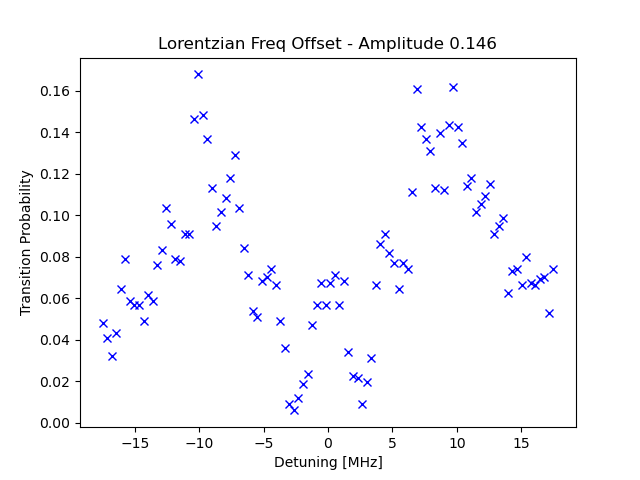 Lorentzian Freq Offset - Amplitude 0.146
Transition Probability
0.16
0.14
0.12
0.10
0.08
0.06
0.04
0.02
0.00
−15 −10 −5 0 5 10 15
Detuning [MHz]